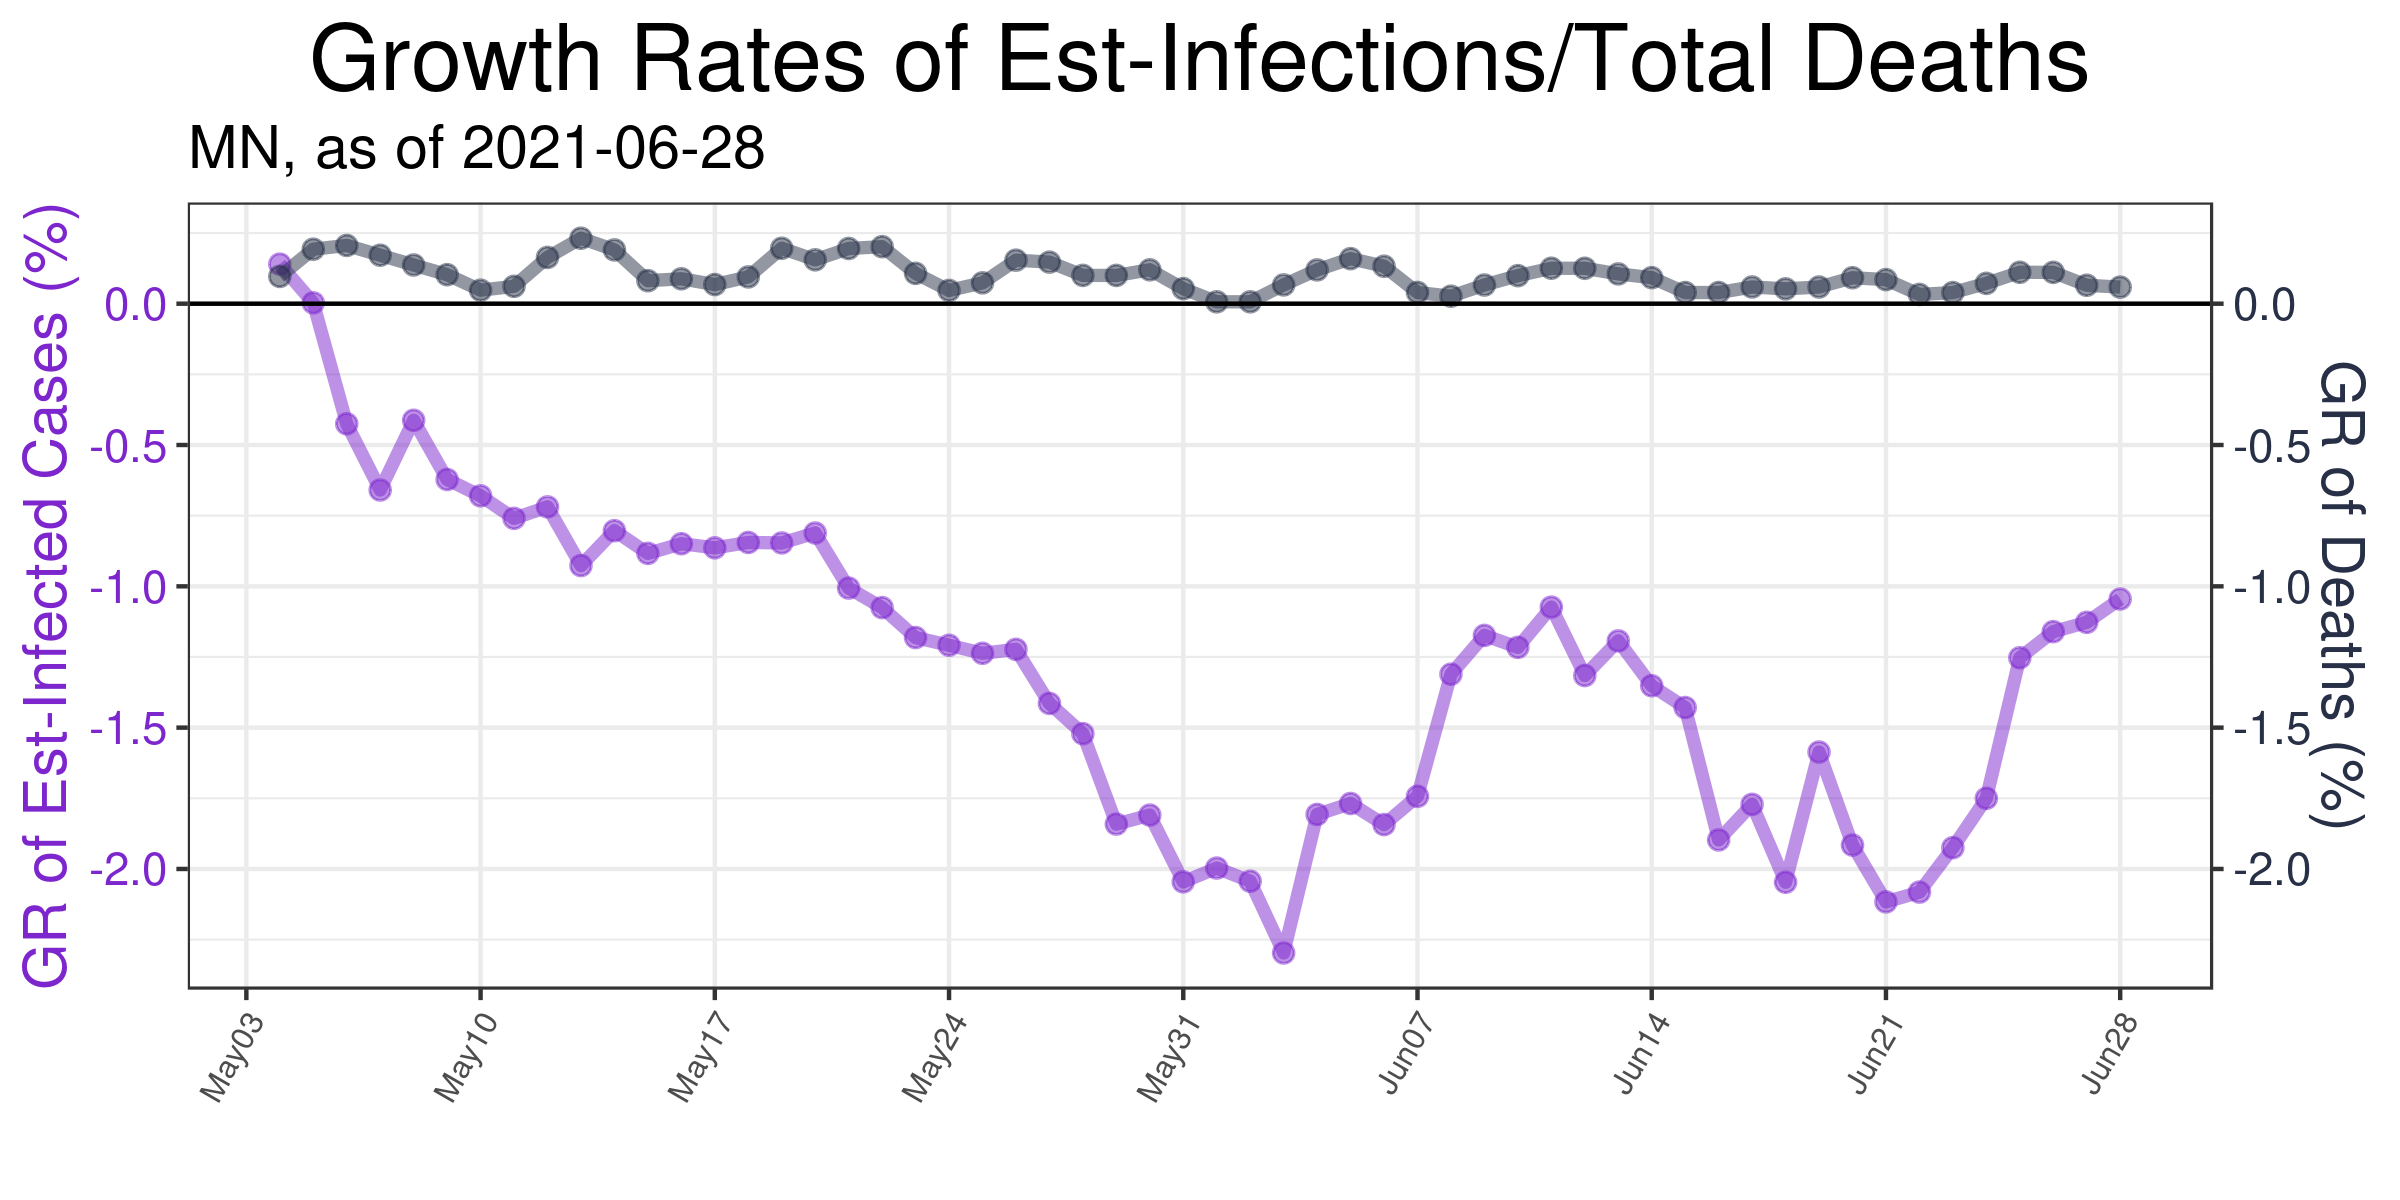 Growth Rates of Est-Infections/Total Deaths
MN, as of 2021-06-28
GR of Est-Infected Cases (%)
0.0
-0.5
-1.0
-1.5
-2.0
0.0
-0.5
-1.0
-1.5
-2.0
GR of Deaths (%)
May03
May10
May17
May24
May31
Jun07
Jun14
Jun21
Jun28